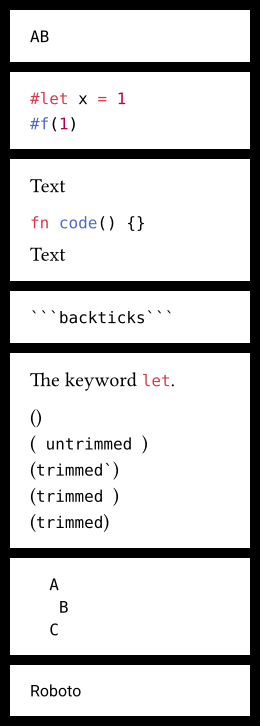 AB
#let x = 1
#f(1)
Text
fn code() {}
Text
```backticks```
The keyword let.
()
( untrimmed )
(trimmed`)
(trimmed )
(trimmed)
  A
   B
  C
Roboto